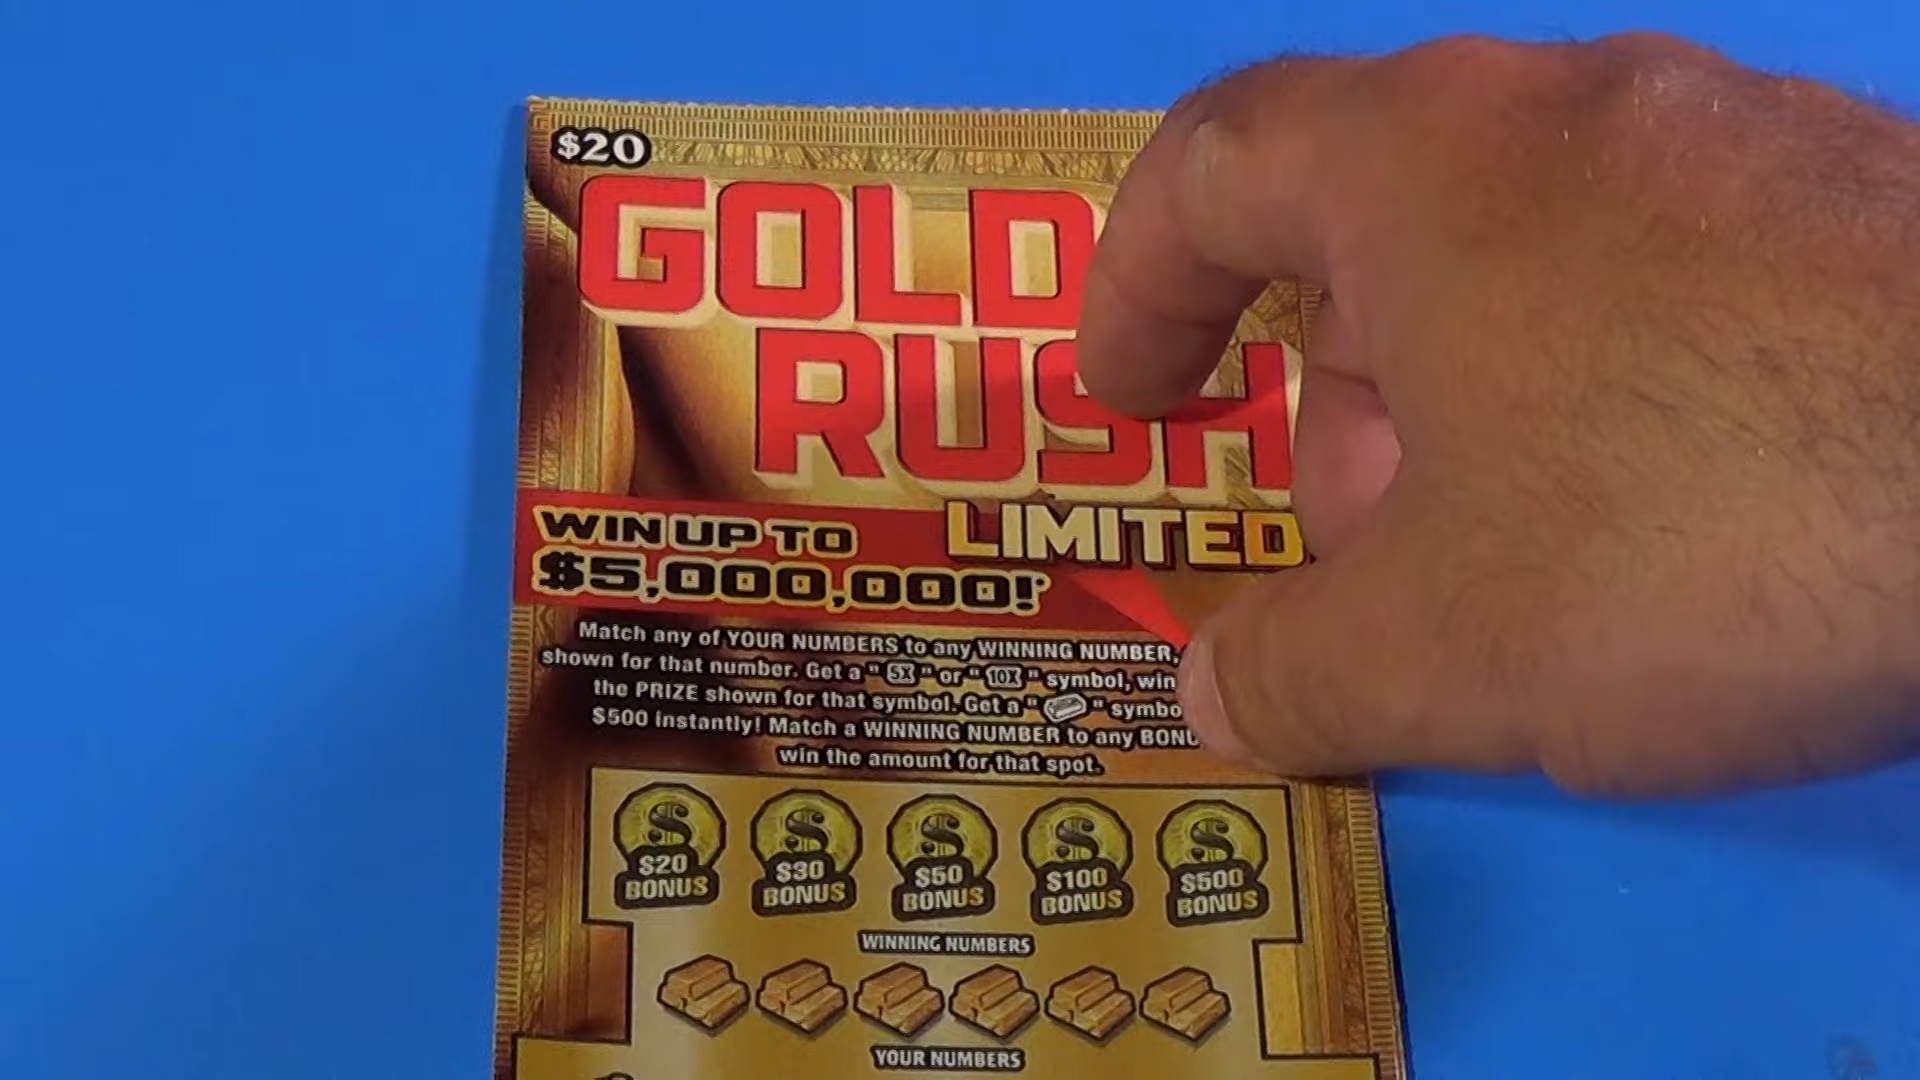 $20
GOLD
RUSH
LIMITED
WIN UP TO
$5,000,000!*
Match any of YOUR NUMBERS to any WINNING NUMBER,
shown for that number. Get a "5X" or "10X" symbol, win
the PRIZE shown for that symbol. Get a " " symbo
$500 instantly! Match a WINNING NUMBER to any BONU
win the amount for that spot.
$20 BONUS
$30 BONUS
$50 BONUS
$100 BONUS
$500 BONUS
WINNING NUMBERS
YOUR NUMBERS